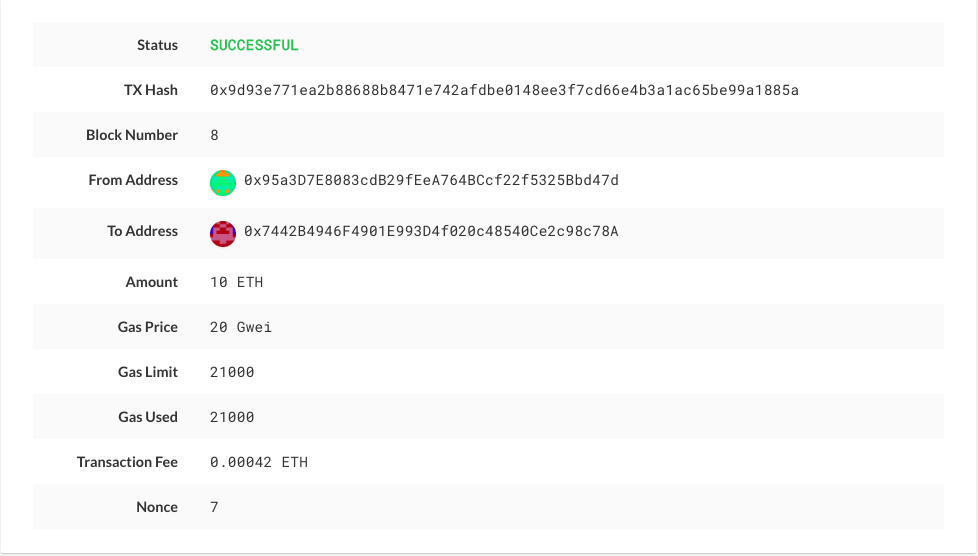 Status SUCCESSFUL
TX Hash 0x9d93e771ea2b88688b8471e742afdbe0148ee3f7cd66e4b3a1ac65be99a1885a
Block Number 8
From Address 0x95a3D7E8083cdB29fEeA764BCcf22f5325Bbd47d
To Address 0x7442B4946F4901E993D4f020c48540Ce2c98c78A
Amount 10 ETH
Gas Price 20 Gwei
Gas Limit 21000
Gas Used 21000
Transaction Fee 0.00042 ETH
Nonce 7